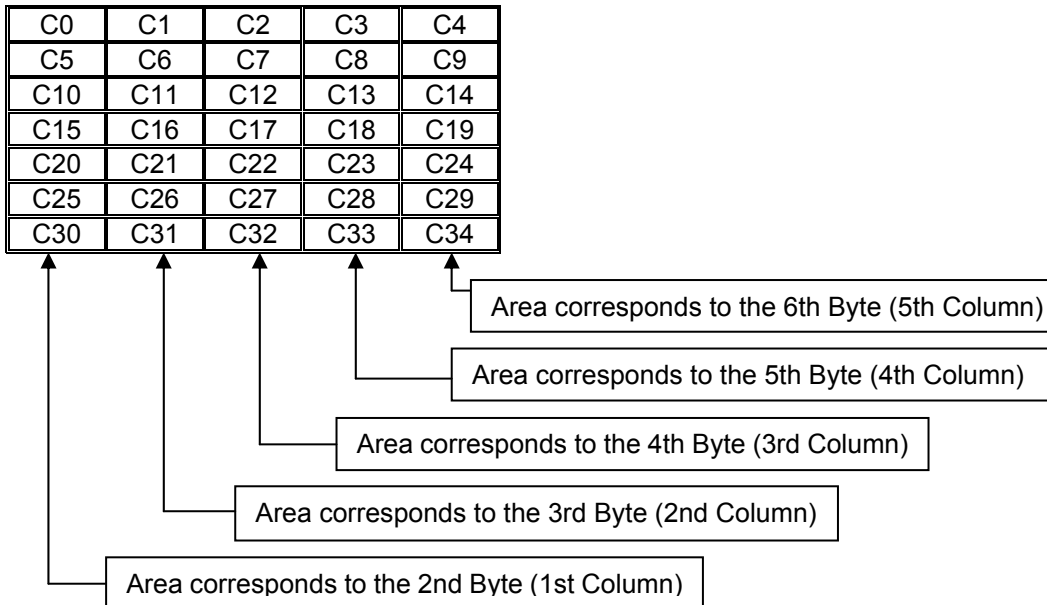 C0 C1 C2 C3 C4
C5 C6 C7 C8 C9
C10 C11 C12 C13 C14
C15 C16 C17 C18 C19
C20 C21 C22 C23 C24
C25 C26 C27 C28 C29
C30 C31 C32 C33 C34
Area corresponds to the 6th Byte (5th Column)
Area corresponds to the 5th Byte (4th Column)
Area corresponds to the 4th Byte (3rd Column)
Area corresponds to the 3rd Byte (2nd Column)
Area corresponds to the 2nd Byte (1st Column)